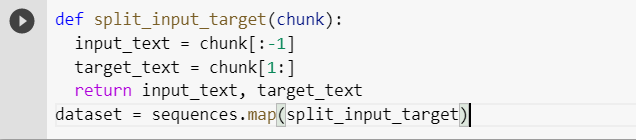 def split_input_target(chunk):
  input_text = chunk[:-1]
  target_text = chunk[1:]
  return input_text, target_text
dataset = sequences.map(split_input_target)